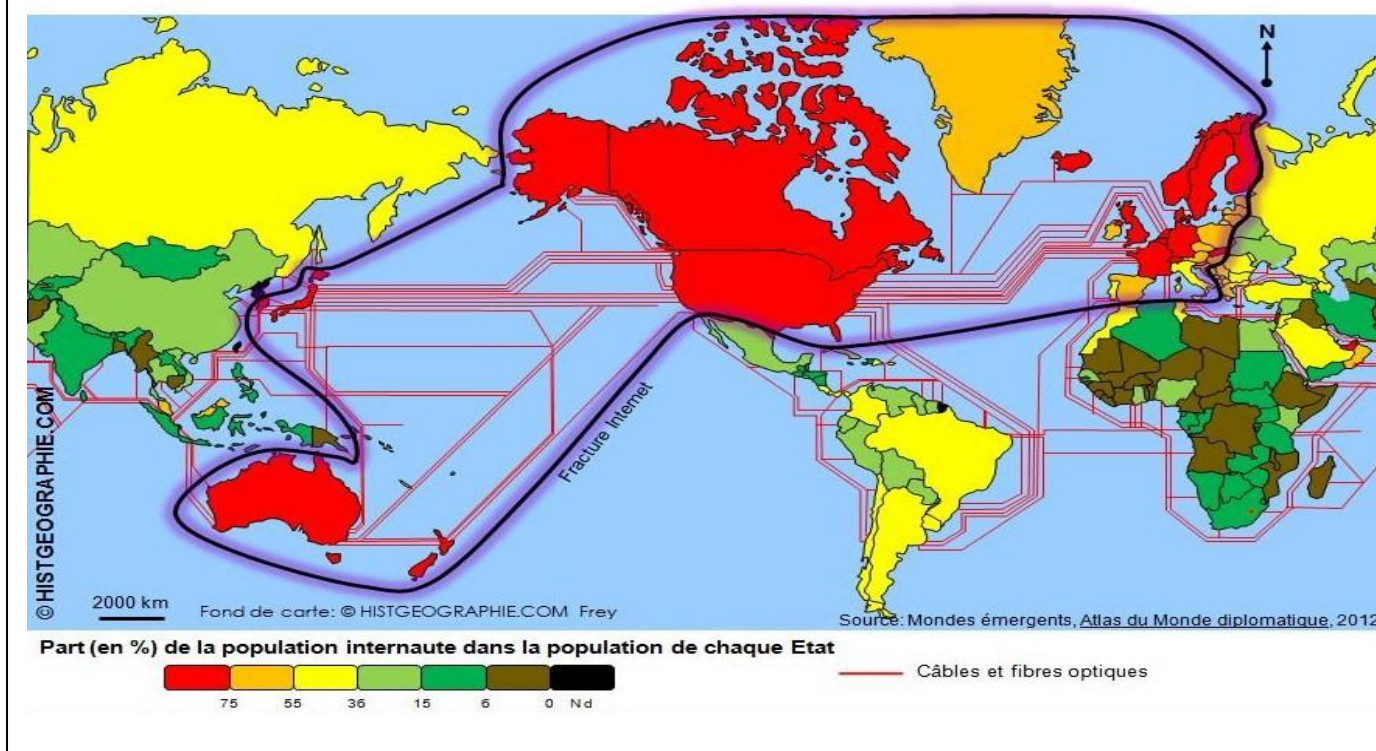 N
Fracture Internet
© HISTGEOGRAPHIE.COM
2000 km
Fond de carte: © HISTGEOGRAPHIE.COM Frey
Source: Mondes émergents, Atlas du Monde diplomatique, 2012
Part (en %) de la population internaute dans la population de chaque Etat
Câbles et fibres optiques
75 55 36 15 6 0 Nd